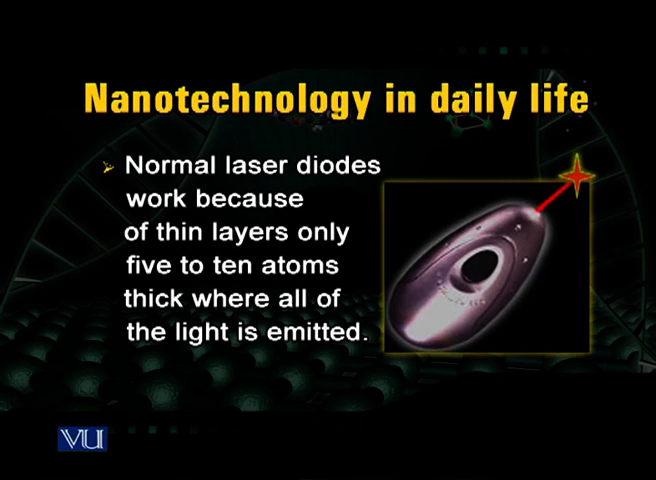 Nanotechnology in daily life
Normal laser diodes
work because
of thin layers only
five to ten atoms
thick where all of
the light is emitted.
VU